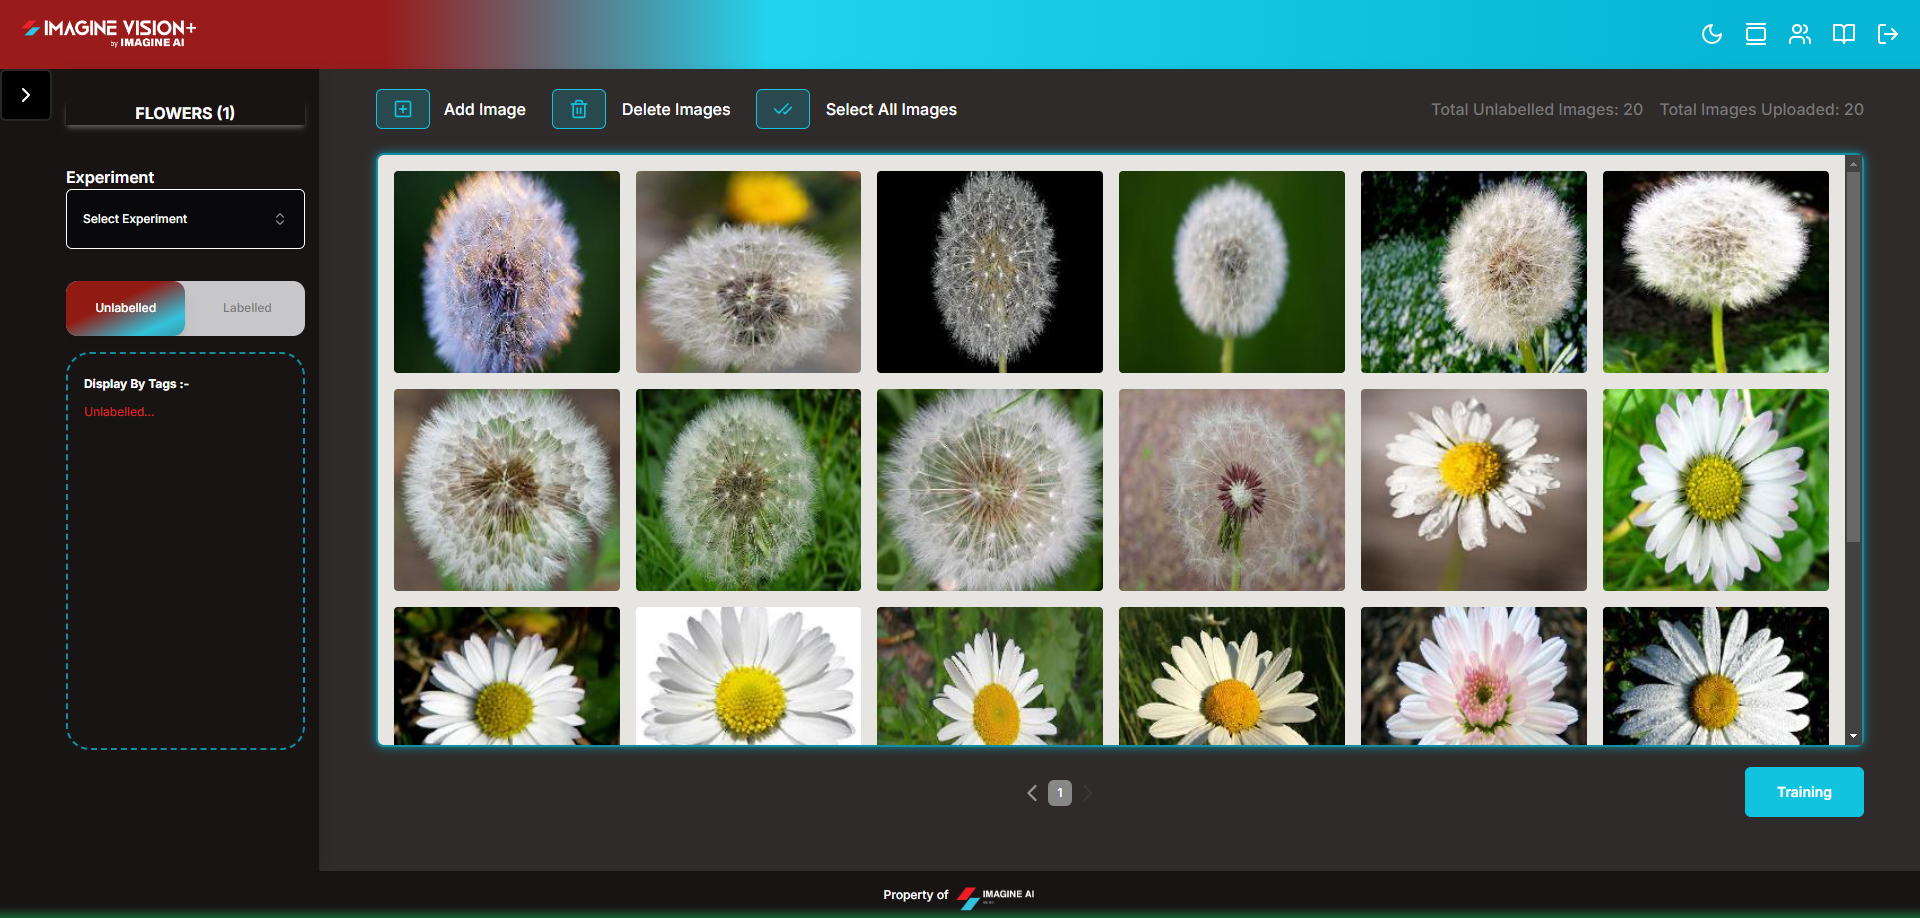 IMAGINE VISION+
by IMAGINE AI
FLOWERS (1)
Add Image
Delete Images
Select All Images
Total Unlabelled Images: 20
Total Images Uploaded: 20
Experiment
Select Experiment
Unlabelled
Labelled
Display By Tags :-
Unlabelled...
1
Training
Property of
IMAGINE AI